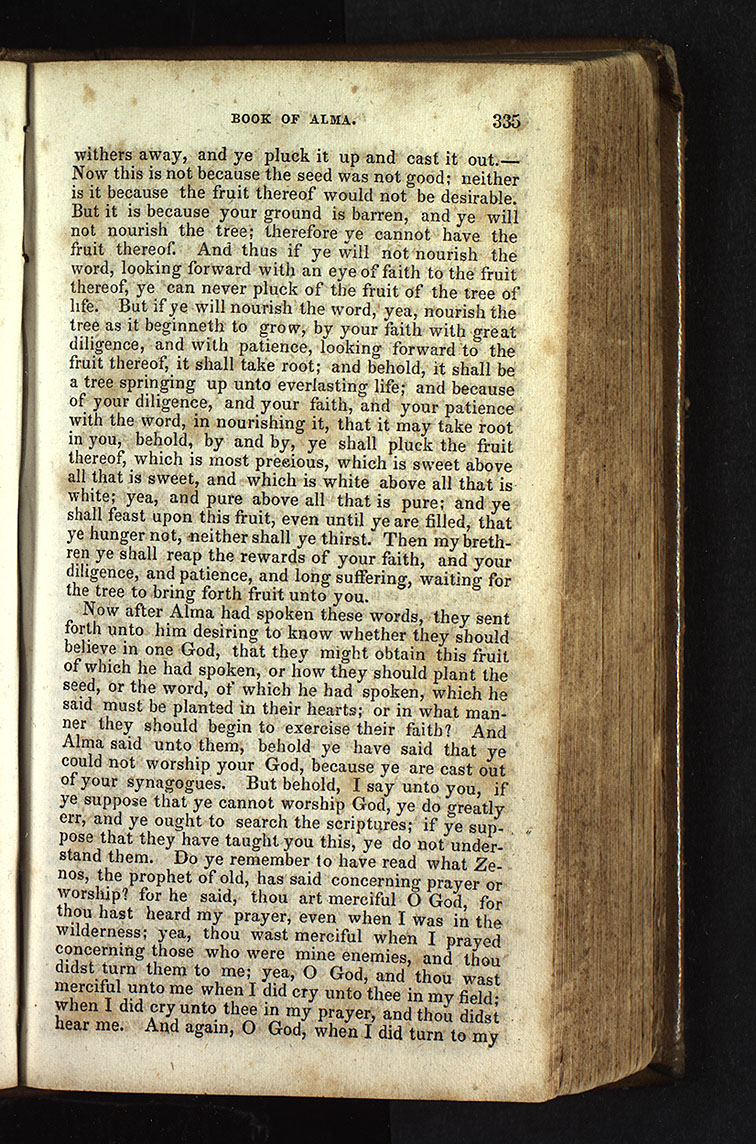 BOOK OF ALMA. 335
withers away, and ye pluck it up and cast it out.—
Now this is not because the seed was not good; neither
is it because the fruit thereof would not be desirable.
But it is because your ground is barren, and ye will
not nourish the tree; therefore ye cannot have the
fruit thereof. And thus if ye will not nourish the
word, looking forward with an eye of faith to the fruit
thereof, ye can never pluck of the fruit of the tree of
life. But if ye will nourish the word, yea, nourish the
tree as it beginneth to grow, by your faith with great
diligence, and with patience, looking forward to the
fruit thereof, it shall take root; and behold, it shall be
a tree springing up unto everlasting life; and because
of your diligence, and your faith, and your patience
with the word, in nourishing it, that it may take root
in you, behold, by and by, ye shall pluck the fruit
thereof, which is most precious, which is sweet above
all that is sweet, and which is white above all that is
white; yea, and pure above all that is pure; and ye
shall feast upon this fruit, even until ye are filled, that
ye hunger not, neither shall ye thirst. Then my breth-
ren ye shall reap the rewards of your faith, and your
diligence, and patience, and long suffering, waiting for
the tree to bring forth fruit unto you.
Now after Alma had spoken these words, they sent
forth unto him desiring to know whether they should
believe in one God, that they might obtain this fruit
of which he had spoken, or how they should plant the
seed, or the word, of which he had spoken, which he
said must be planted in their hearts; or in what man-
ner they should begin to exercise their faith? And
Alma said unto them, behold ye have said that ye
could not worship your God, because ye are cast out
of your synagogues. But behold, I say unto you, if
ye suppose that ye cannot worship God, ye do greatly
err, and ye ought to search the scriptures; if ye sup-
pose that they have taught you this, ye do not under-
stand them. Do ye remember to have read what Ze-
nos, the prophet of old, has said concerning prayer or
worship? for he said, thou art merciful O God, for
thou hast heard my prayer, even when I was in the
wilderness; yea, thou wast merciful when I prayed
concerning those who were mine enemies, and thou
didst turn them to me; yea, O God, and thou wast
merciful unto me when I did cry unto thee in my field;
when I did cry unto thee in my prayer, and thou didst
hear me. And again, O God, when I did turn to my